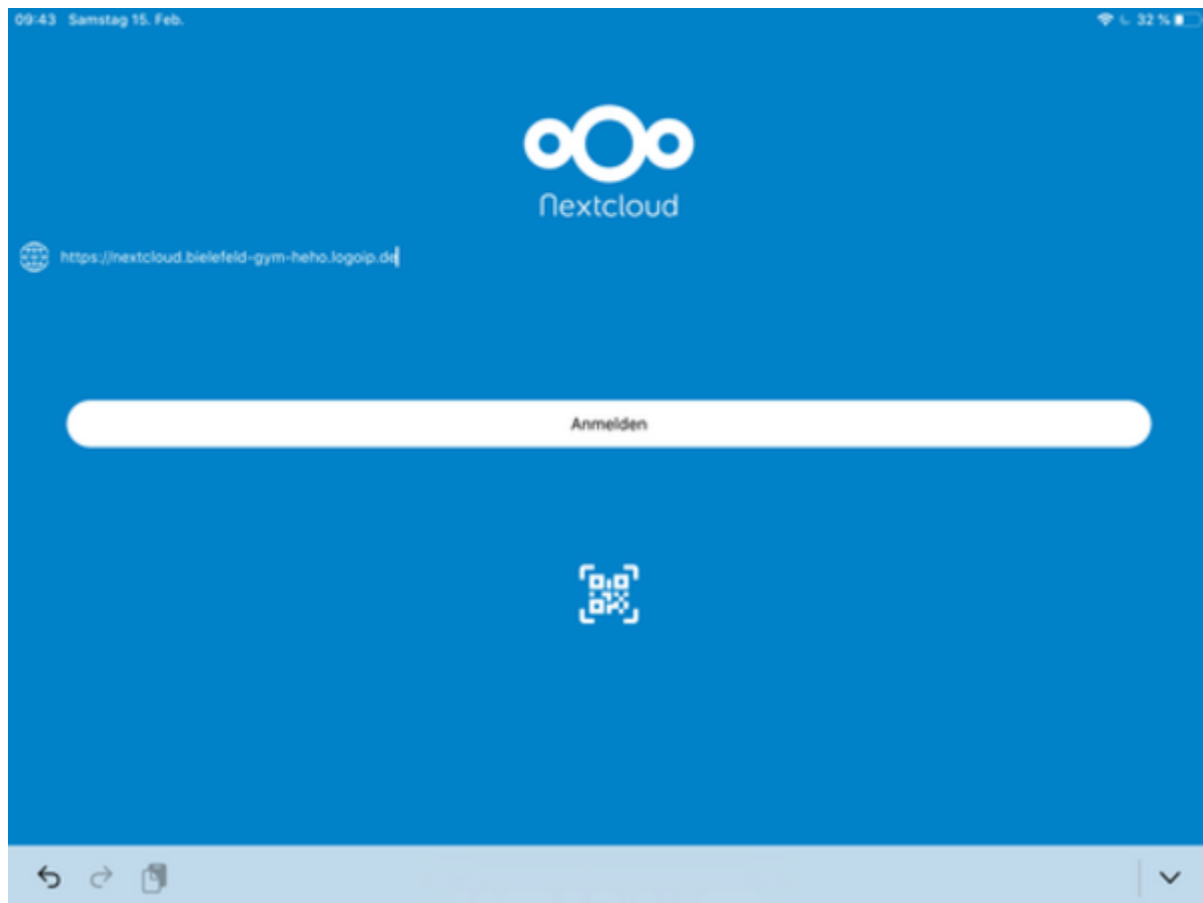 09:43 Samstag 15. Feb.
32 %
Nextcloud
https://nextcloud.bielefeld-gym-heho.logoip.de
Anmelden